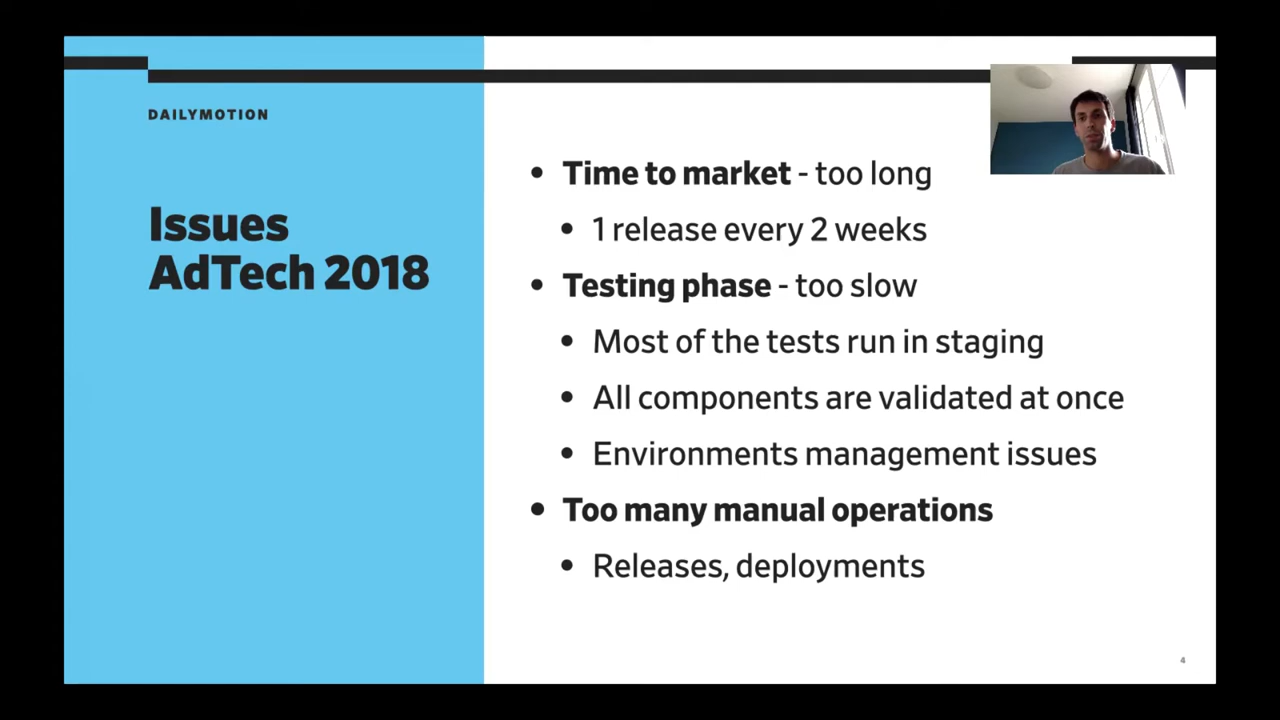 DAILYMOTION
Issues
AdTech 2018
• Time to market - too long
• 1 release every 2 weeks
• Testing phase - too slow
• Most of the tests run in staging
• All components are validated at once
• Environments management issues
• Too many manual operations
• Releases, deployments
4